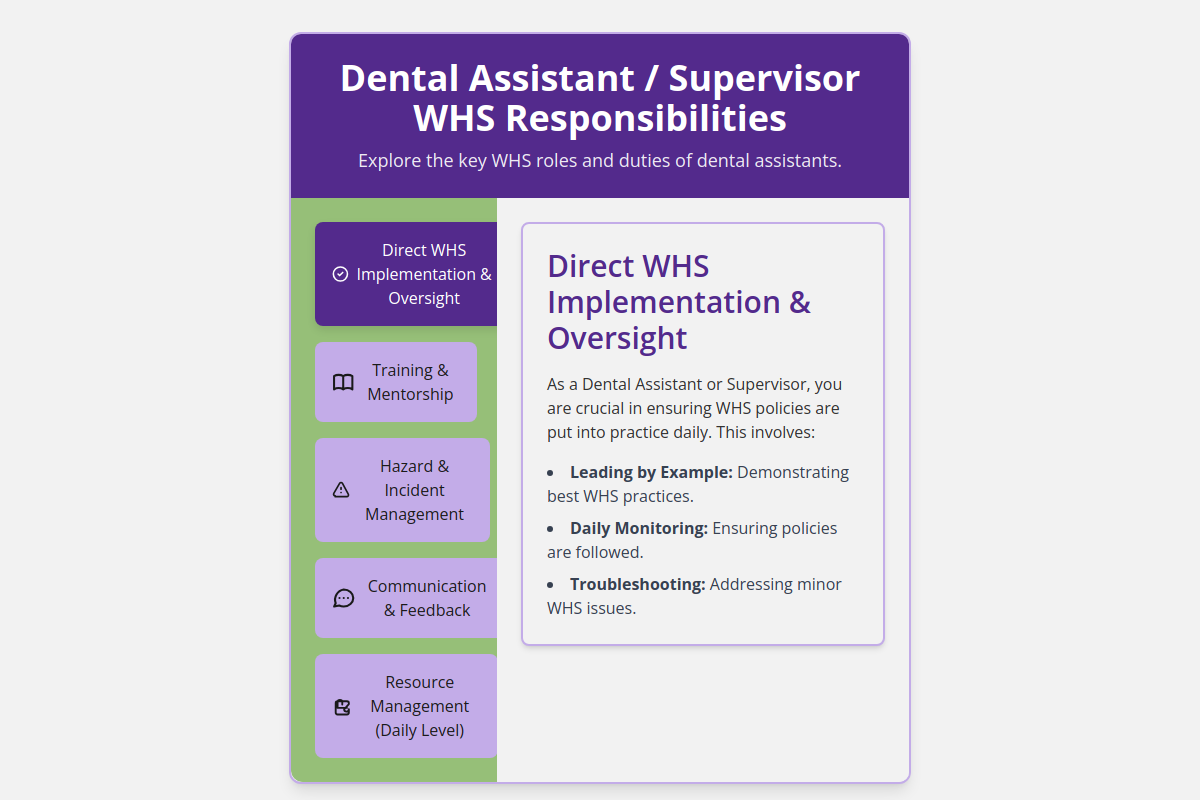 Dental Assistant / Supervisor
WHS Responsibilities
Explore the key WHS roles and duties of dental assistants.
Direct WHS
Implementation &
Oversight
Training &
Mentorship
Hazard &
Incident
Management
Communication
& Feedback
Resource
Management
(Daily Level)
Direct WHS
Implementation &
Oversight
As a Dental Assistant or Supervisor, you
are crucial in ensuring WHS policies are
put into practice daily. This involves:
• Leading by Example: Demonstrating
best WHS practices.
• Daily Monitoring: Ensuring policies
are followed.
• Troubleshooting: Addressing minor
WHS issues.